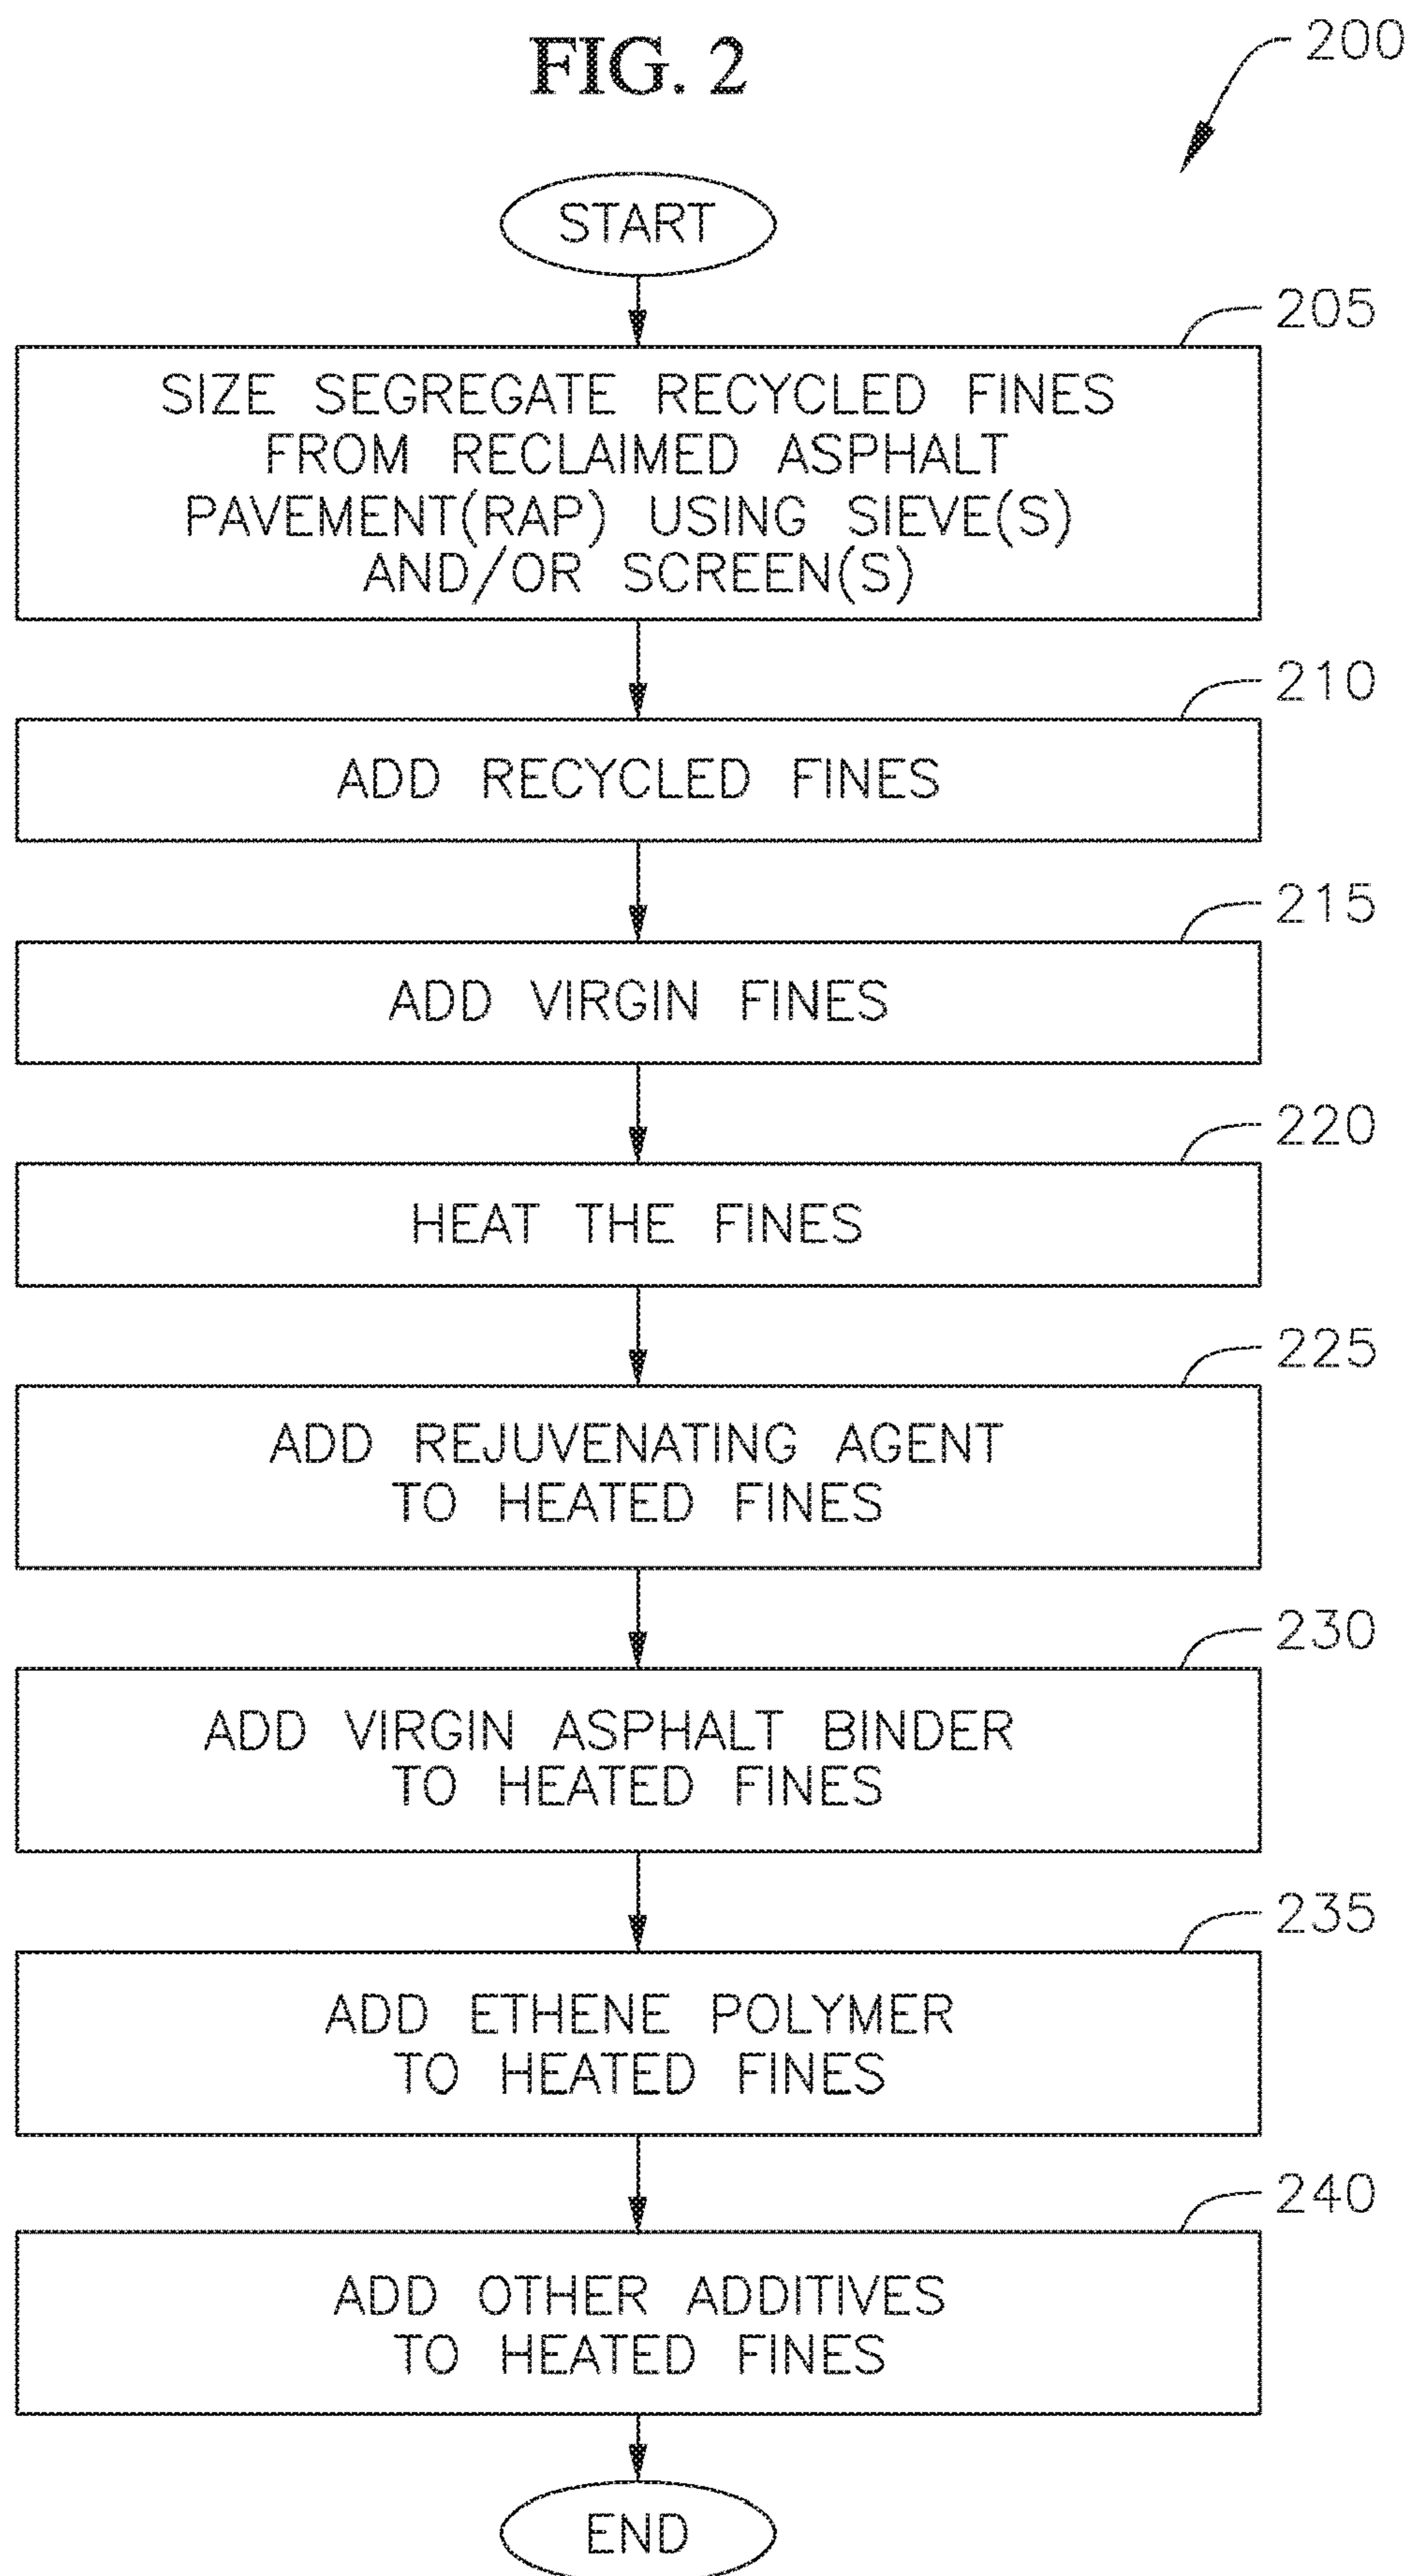 FIG. 2
200
START
205
SIZE SEGREGATE RECYCLED FINES
FROM RECLAIMED ASPHALT
PAVEMENT(RAP) USING SIEVE(S)
AND/OR SCREEN(S)
210
ADD RECYCLED FINES
215
ADD VIRGIN FINES
220
HEAT THE FINES
225
ADD REJUVENATING AGENT
TO HEATED FINES
230
ADD VIRGIN ASPHALT BINDER
TO HEATED FINES
235
ADD ETHENE POLYMER
TO HEATED FINES
240
ADD OTHER ADDITIVES
TO HEATED FINES
END